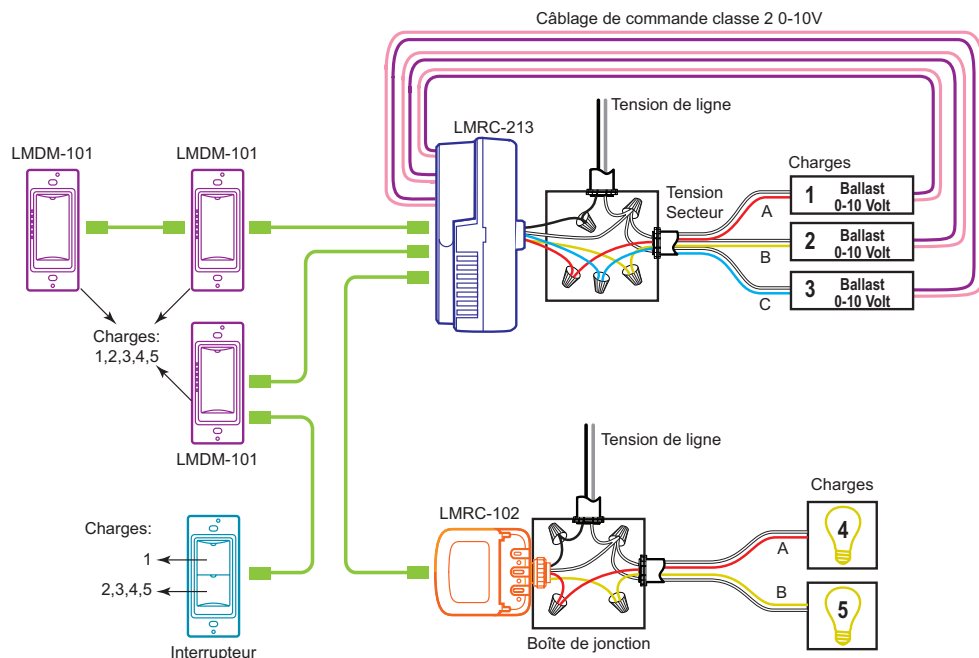 Câblage de commande classe 2 0-10V
Tension de ligne
LMRC-213
LMDM-101
LMDM-101
Charges
Tension
Secteur
1
Ballast
0-10 Volt
A
2
Ballast
0-10 Volt
B
3
Ballast
0-10 Volt
C
Charges:
1,2,3,4,5
LMDM-101
Tension de ligne
Charges
LMRC-102
4
A
Charges:
1
2,3,4,5
B
5
Boîte de jonction
Interrupteur